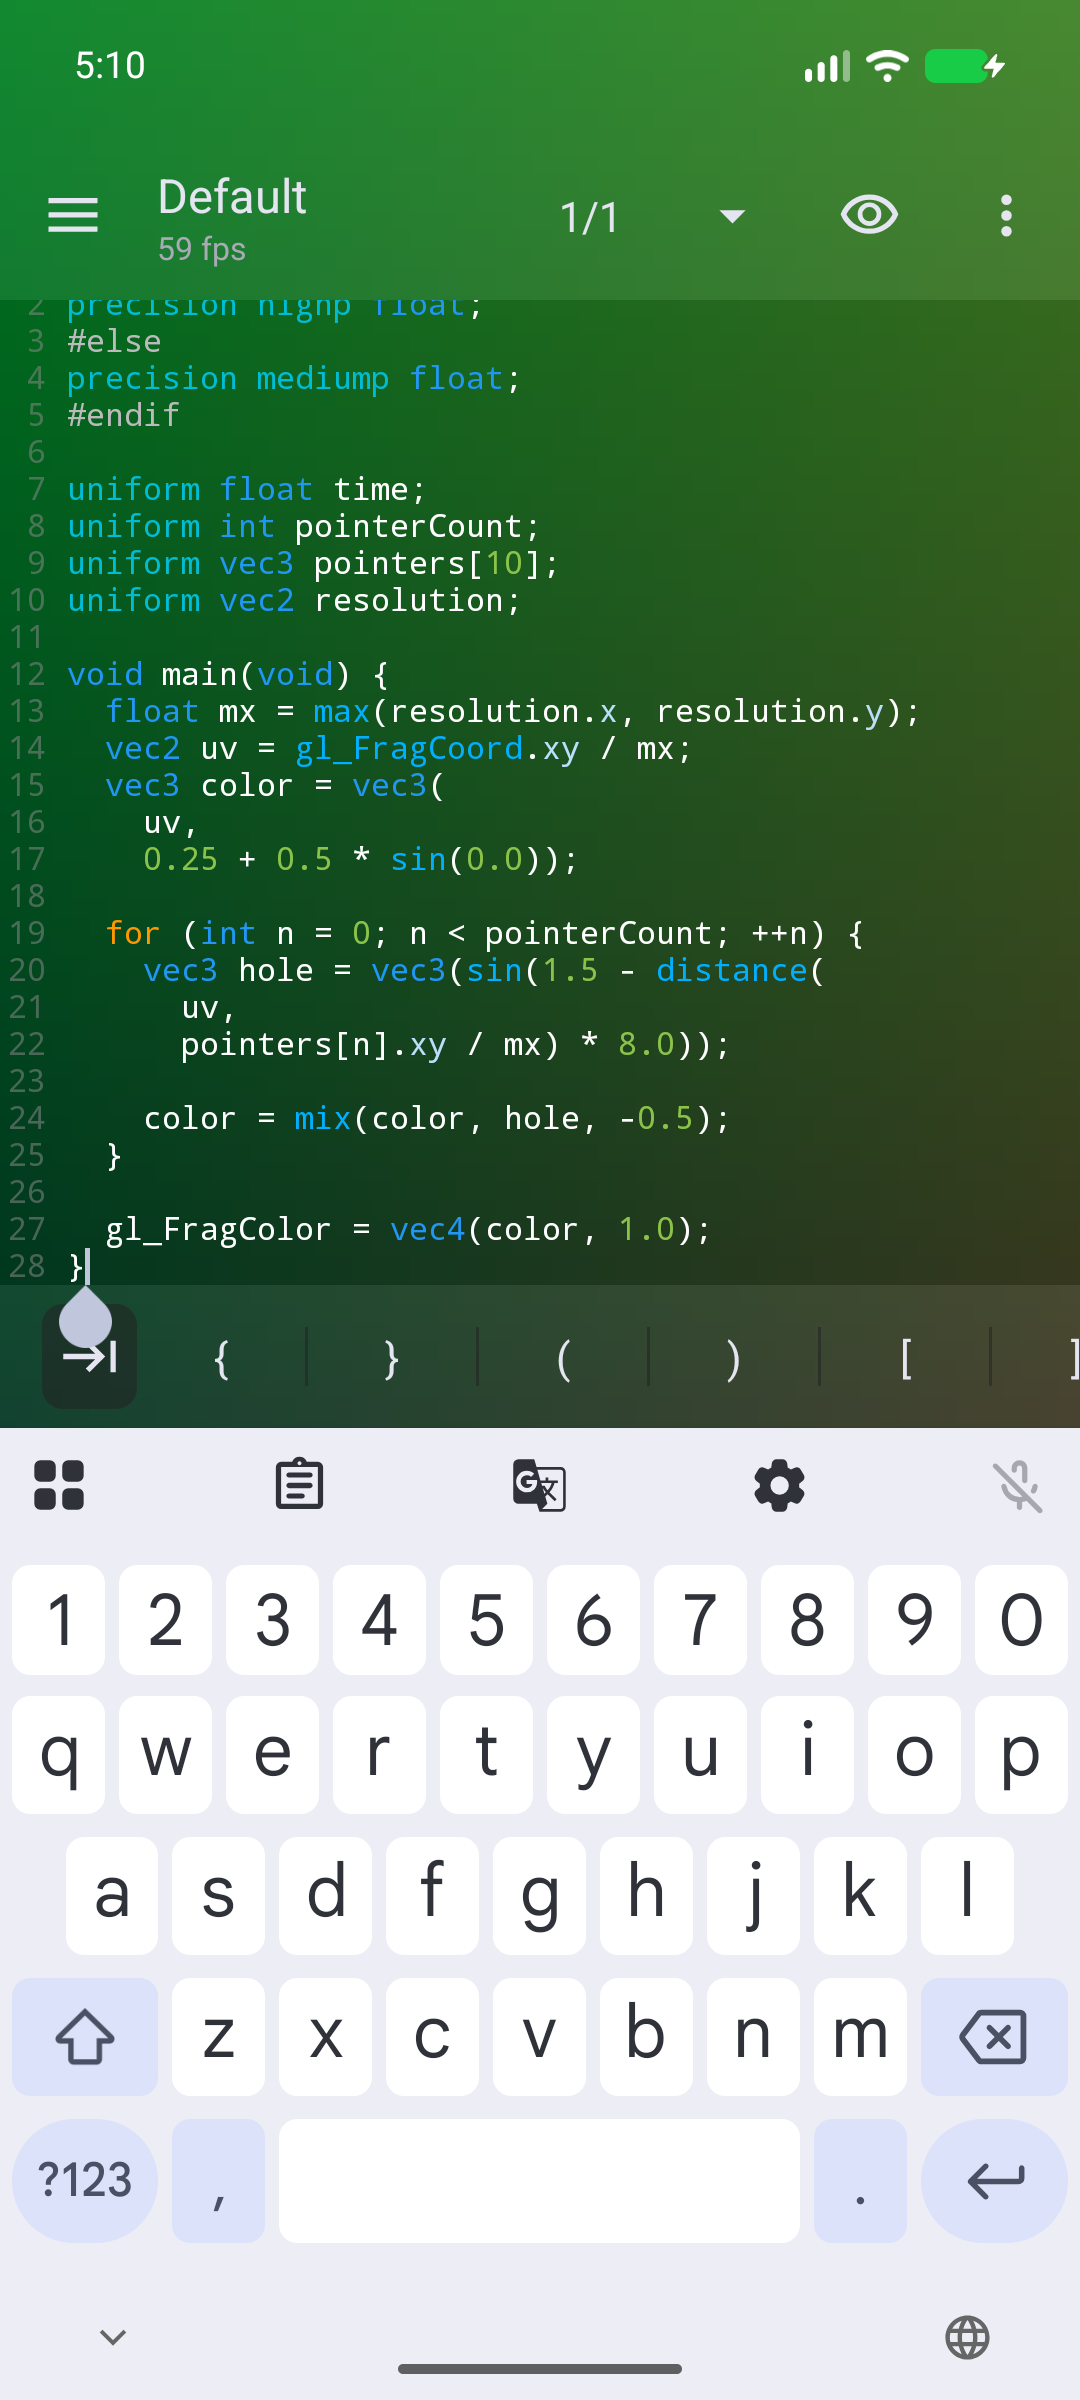 5:10
Default
59 fps
1/1
2 precision highp float;
3 #else
4 precision mediump float;
5 #endif
6
7 uniform float time;
8 uniform int pointerCount;
9 uniform vec3 pointers[10];
10 uniform vec2 resolution;
11
12 void main(void) {
13   float mx = max(resolution.x, resolution.y);
14   vec2 uv = gl_FragCoord.xy / mx;
15   vec3 color = vec3(
16     uv,
17     0.25 + 0.5 * sin(0.0));
18
19   for (int n = 0; n < pointerCount; ++n) {
20     vec3 hole = vec3(sin(1.5 - distance(
21       uv,
22       pointers[n].xy / mx) * 8.0));
23
24     color = mix(color, hole, -0.5);
25   }
26
27   gl_FragColor = vec4(color, 1.0);
28 }
{ } ( ) [ ]
1 2 3 4 5 6 7 8 9 0
q w e r t y u i o p
a s d f g h j k l
z x c v b n m
?123 , .